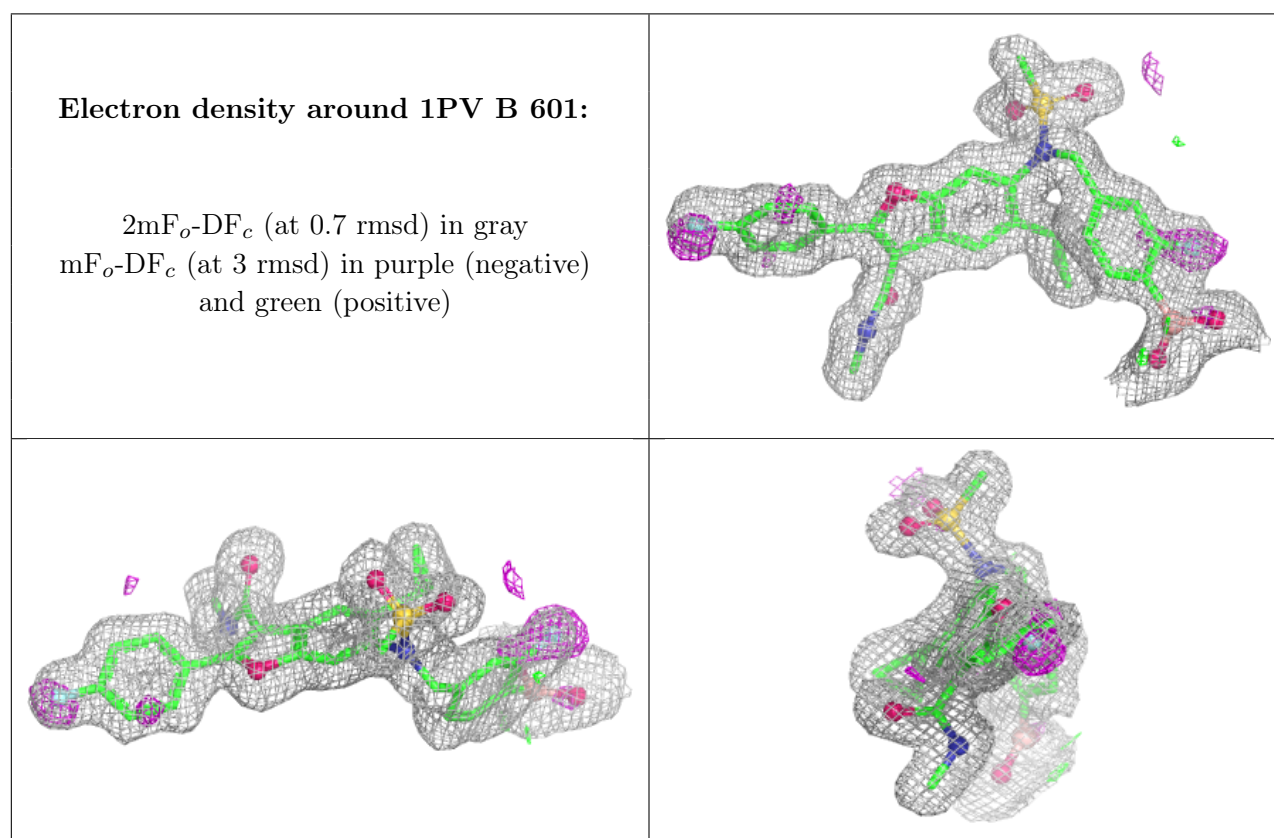 Electron density around 1PV B 601:
2mFo-DFc (at 0.7 rmsd) in gray
mFo-DFc (at 3 rmsd) in purple (negative)
and green (positive)